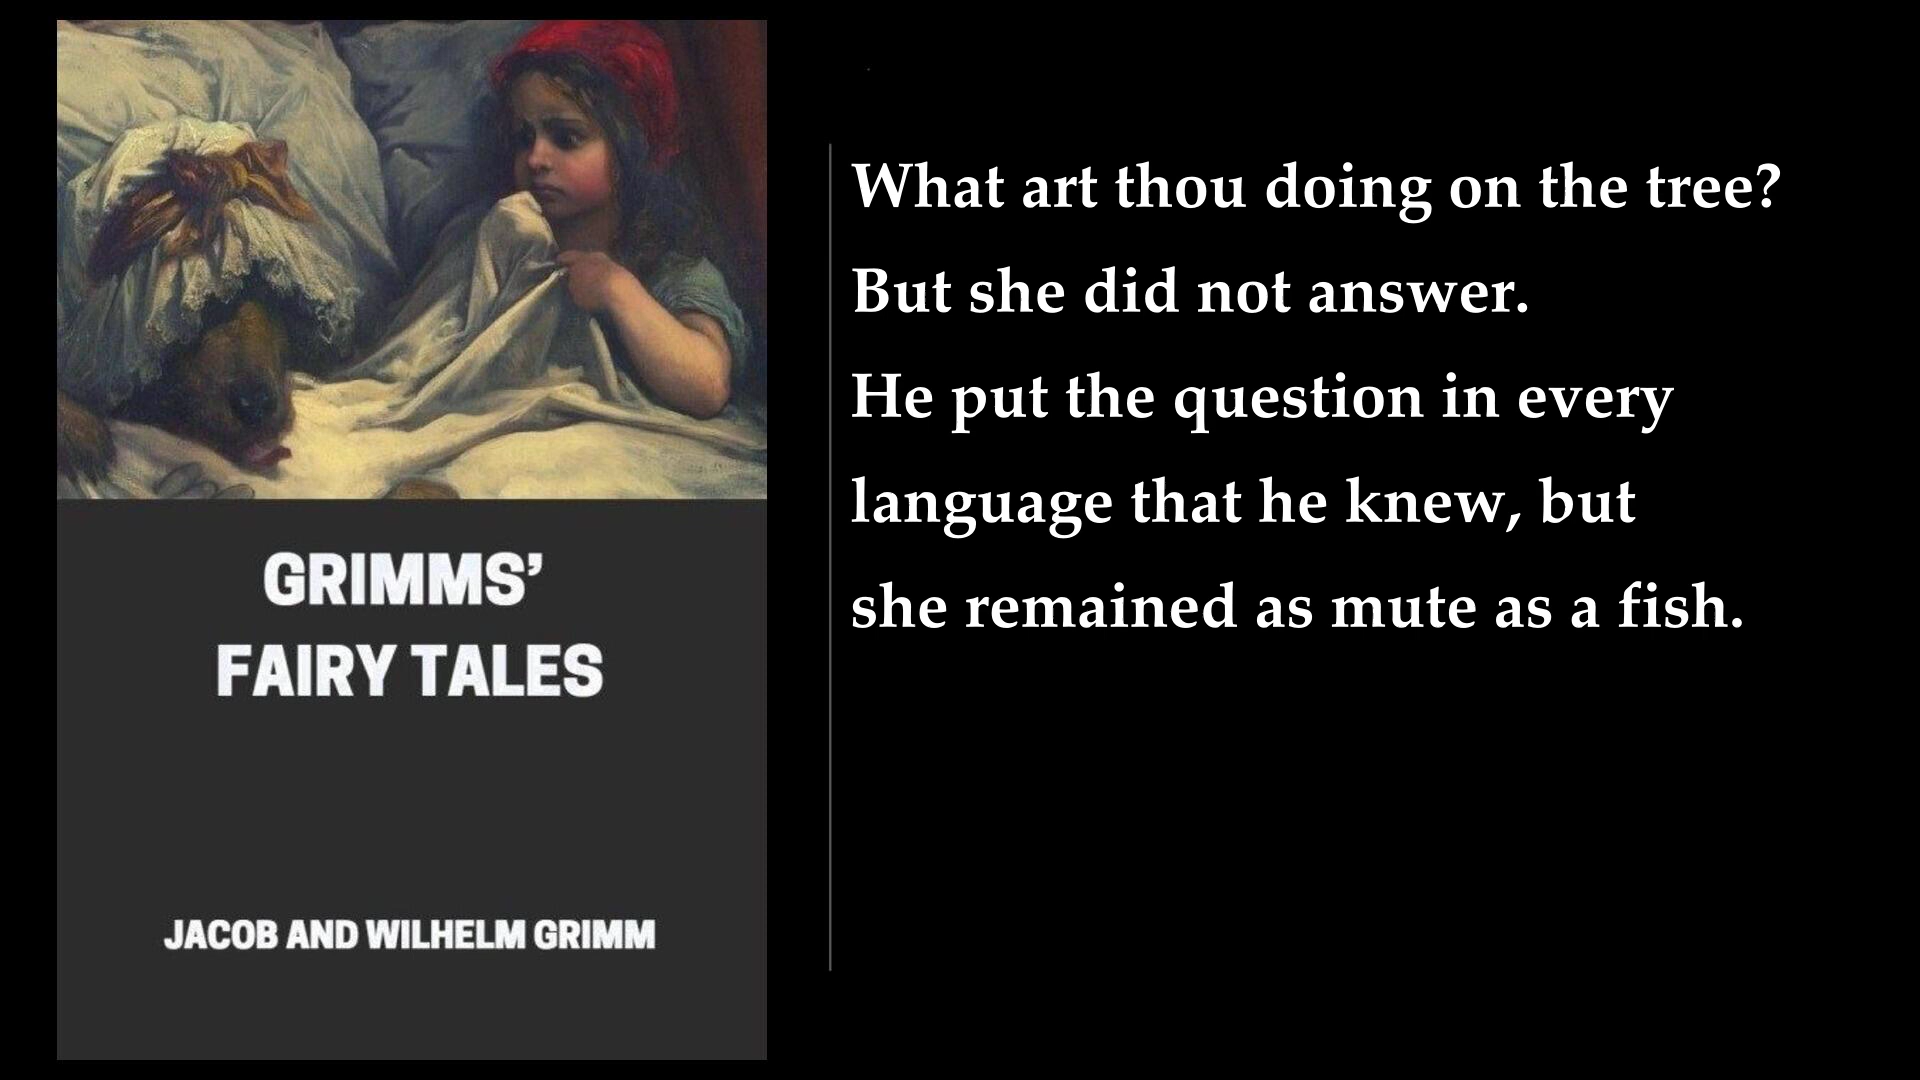 GRIMMS’
FAIRY TALES
JACOB AND WILHELM GRIMM
What art thou doing on the tree?
But she did not answer.
He put the question in every
language that he knew, but
she remained as mute as a fish.